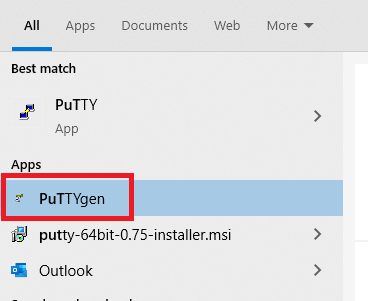 All Apps Documents Web More
Best match
PuTTY
App
Apps
PuTTYgen
putty-64bit-0.75-installer.msi
Outlook